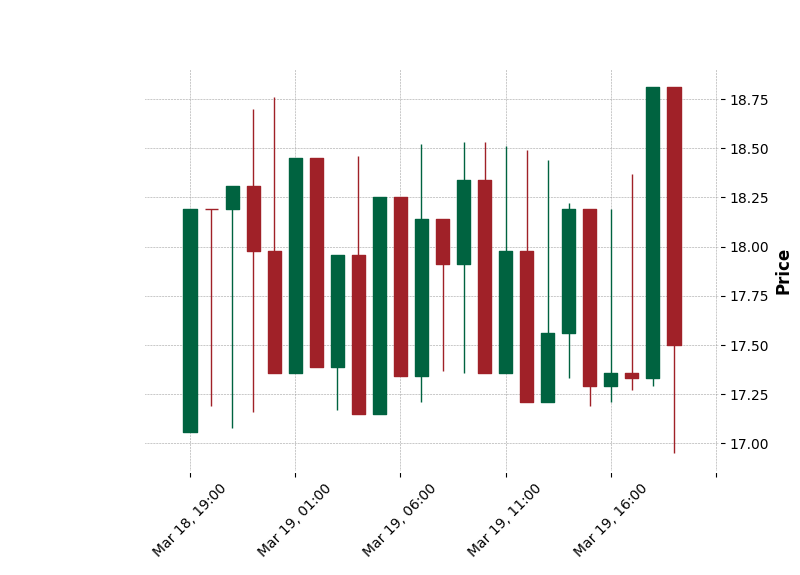 18.75
18.50
18.25
18.00
17.75
17.50
17.25
17.00
Price
Mar 18, 19:00
Mar 19, 01:00
Mar 19, 06:00
Mar 19, 11:00
Mar 19, 16:00